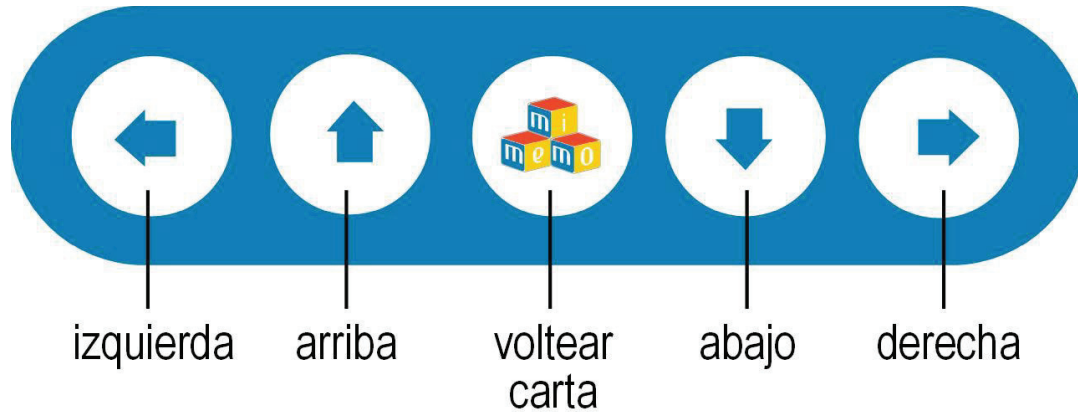 mi
memo
izquierda
arriba
voltear
carta
abajo
derecha